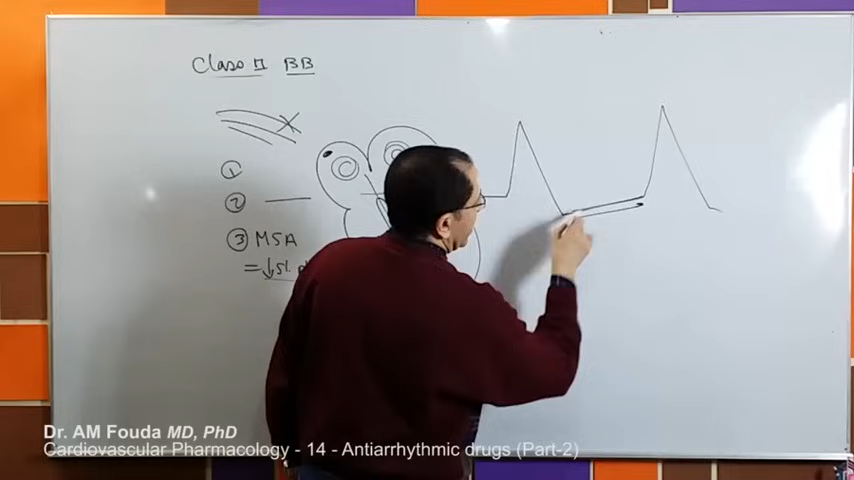 Class II BB
①
②
③ MSA
= ↓ Sl.
Dr. AM Fouda MD, PhD
Cardiovascular Pharmacology - 14 - Antiarrhythmic drugs (Part-2)